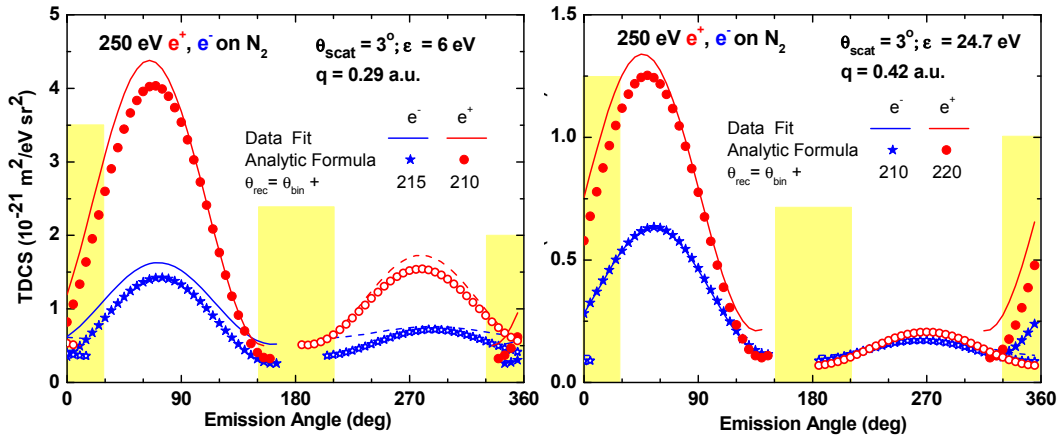 250 eV e⁺, e⁻ on N₂
θscat = 3°; ε = 6 eV
q = 0.29 a.u.
e⁻ e⁺
Data Fit
Analytic Formula
θrec = θbin + 215 210
TDCS (10⁻²¹ m²/eV sr²)
5
4
3
2
1
0
0 90 180 270 360
Emission Angle (deg)
250 eV e⁺, e⁻ on N₂
θscat = 3°; ε = 24.7 eV
q = 0.42 a.u.
e⁻ e⁺
Data Fit
Analytic Formula
θrec = θbin + 210 220
1.5
1.0
0.5
0.0
0 90 180 270 360
Emission Angle (deg)